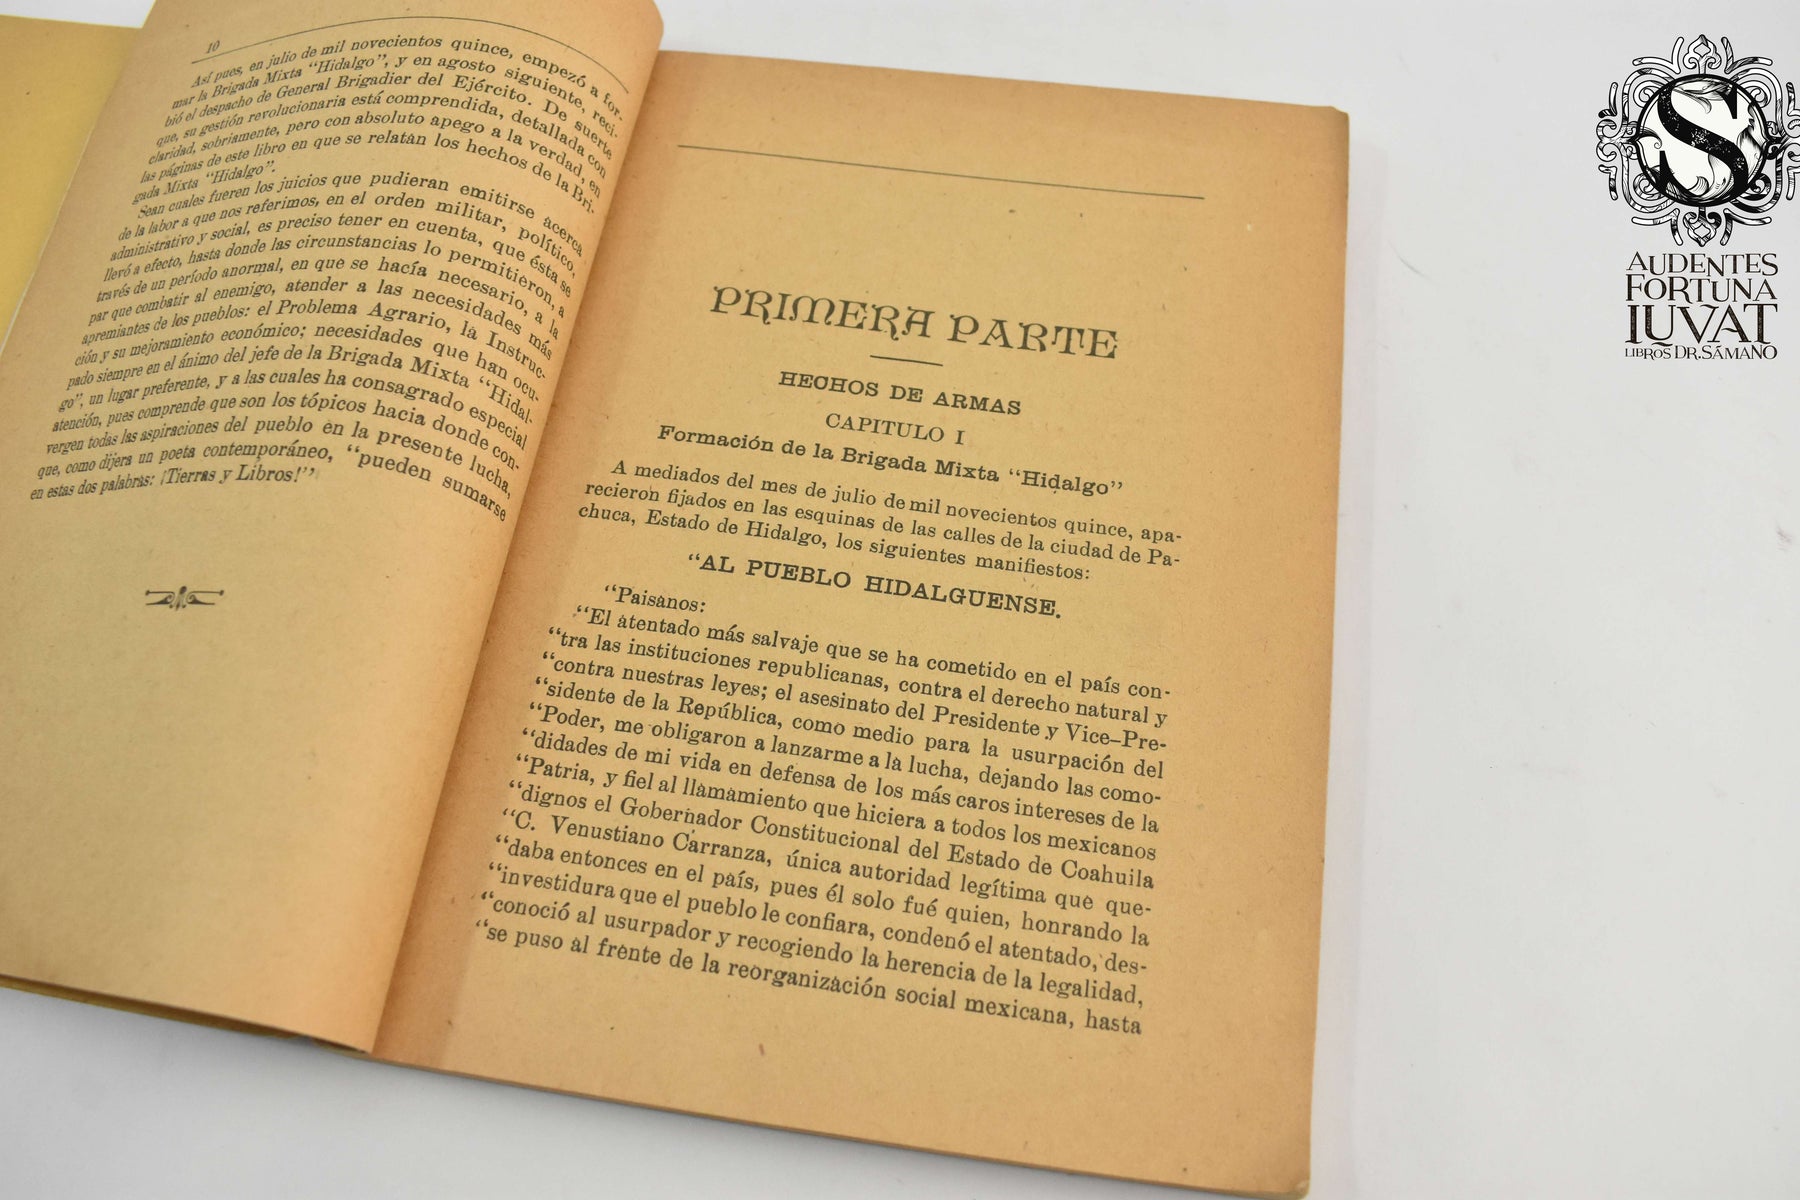 10
Así pues, en julio de mil novecientos quince, empezó a for-
mar la Brigada Mixta "Hidalgo", y en agosto siguiente, reci-
bió el despacho de General Brigadier del Ejército. De suerte
que, su gestión revolucionaria está comprendida, detallada con
claridad, sobriamente, pero con absoluto apego a la verdad, en
las páginas de este libro en que se relatan los hechos de la Bri-
gada Mixta "Hidalgo".
Sean cuales fueren los juicios que pudieran emitirse acerca
de la labor a que nos referimos, en el orden militar, político,
administrativo y social, es preciso tener en cuenta, que ésta se
llevó a efecto, hasta donde las circunstancias lo permitieron, a
través de un período anormal, en que se hacía necesario, a la
par que combatir al enemigo, atender a las necesidades más
apremiantes de los pueblos: el Problema Agrario, la Instruc-
ción y su mejoramiento económico; necesidades que han ocu-
pado siempre en el ánimo del jefe de la Brigada Mixta "Hidal-
go", un lugar preferente, y a las cuales ha consagrado especial
atención, pues comprende que son los tópicos hacia donde con-
vergen todas las aspiraciones del pueblo en la presente lucha,
que, como dijera un poeta contemporáneo, "pueden sumarse
en estas dos palabras: ¡Tierras y Libros!"
PRIMERA PARTE
HECHOS DE ARMAS
CAPITULO I
Formación de la Brigada Mixta "Hidalgo"
A mediados del mes de julio de mil novecientos quince, apa-
recieron fijados en las esquinas de las calles de la ciudad de Pa-
chuca, Estado de Hidalgo, los siguientes manifiestos:
"AL PUEBLO HIDALGUENSE.
"Paisanos:
"El atentado más salvaje que se ha cometido en el país con-
"tra las instituciones republicanas, contra el derecho natural y
"contra nuestras leyes; el asesinato del Presidente y Vice-Pre-
"sidente de la República, como medio para la usurpación del
"Poder, me obligaron a lanzarme a la lucha, dejando las como-
"didades de mi vida en defensa de los más caros intereses de la
"Patria, y fiel al llamamiento que hiciera a todos los mexicanos
"dignos el Gobernador Constitucional del Estado de Coahuila
"C. Venustiano Carranza, única autoridad legítima que que-
"daba entonces en el país, pues él solo fué quien, honrando la
"investidura que el pueblo le confiara, condenó el atentado, des-
"conoció al usurpador y recogiendo la herencia de la legalidad,
"se puso al frente de la reorganización social mexicana, hasta
S
AUDENTES
FORTUNA
IUVAT
LIBROS DR. SÁMANO